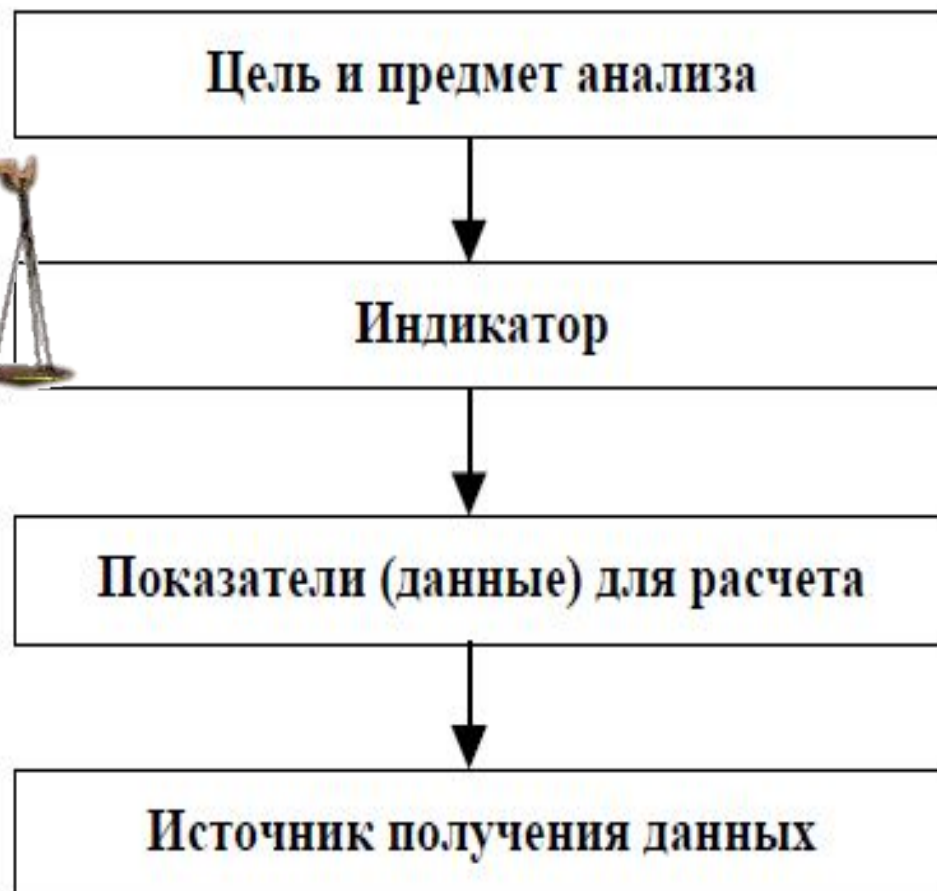 Цель и предмет анализа
Индикатор
Показатели (данные) для расчета
Источник получения данных